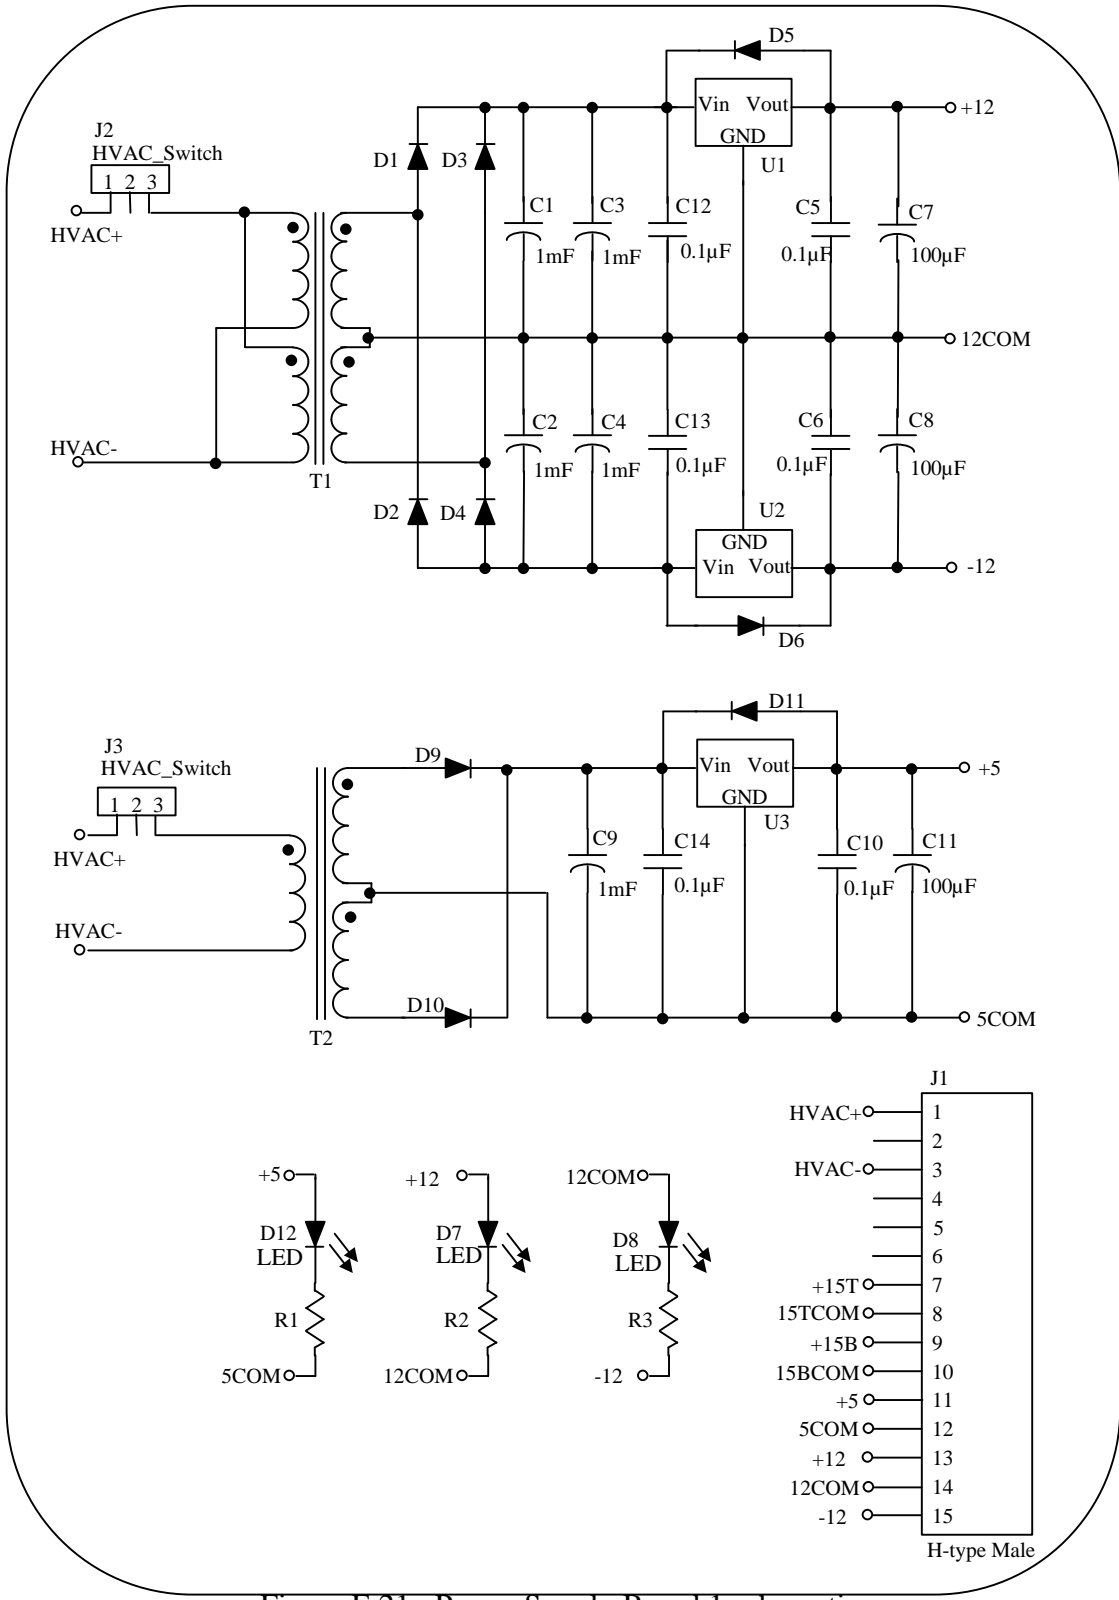 D5
Vin Vout
GND
U1
+12
J2
HVAC_Switch
1 2 3
HVAC+
D1
D3
C1
1mF
C3
1mF
C12
0.1µF
C5
0.1µF
C7
100µF
12COM
HVAC-
T1
C2
1mF
C4
1mF
C13
0.1µF
C6
0.1µF
C8
100µF
D2
D4
U2
GND
Vin Vout
-12
D6
D11
J3
HVAC_Switch
1 2 3
HVAC+
HVAC-
D9
Vin Vout
GND
U3
+5
C9
1mF
C14
0.1µF
C10
0.1µF
C11
100µF
D10
T2
5COM
+5
D12
LED
R1
5COM
+12
D7
LED
R2
12COM
12COM
D8
LED
R3
-12
J1
HVAC+ 1
2
HVAC- 3
4
5
6
+15T 7
15TCOM 8
+15B 9
15BCOM 10
+5 11
5COM 12
+12 13
12COM 14
-12 15
H-type Male